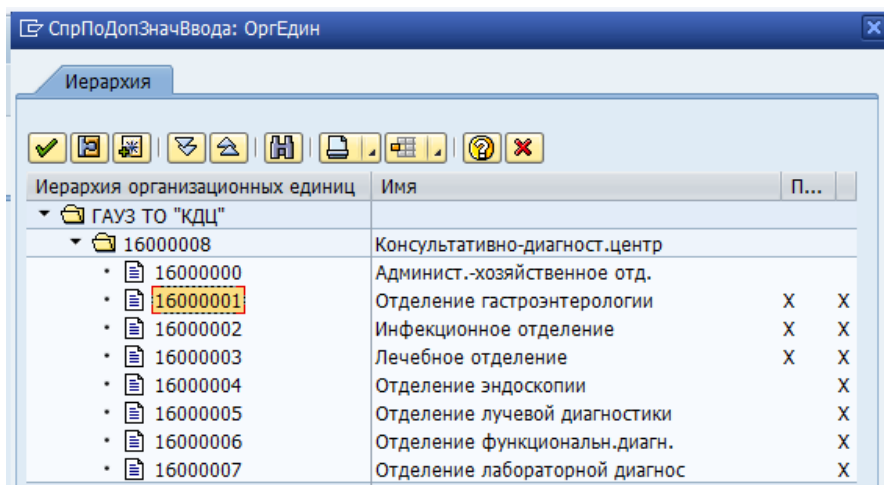 СпрПоДопЗначВвода: ОргЕдин
Иерархия
Иерархия организационных единиц Имя П...
ГАУЗ ТО "КДЦ"
16000008 Консультативно-диагност.центр
16000000 Админист.-хозяйственное отд.
16000001 Отделение гастроэнтерологии X X
16000002 Инфекционное отделение X X
16000003 Лечебное отделение X X
16000004 Отделение эндоскопии X
16000005 Отделение лучевой диагностики X
16000006 Отделение функциональн.диагн. X
16000007 Отделение лабораторной диагнос X